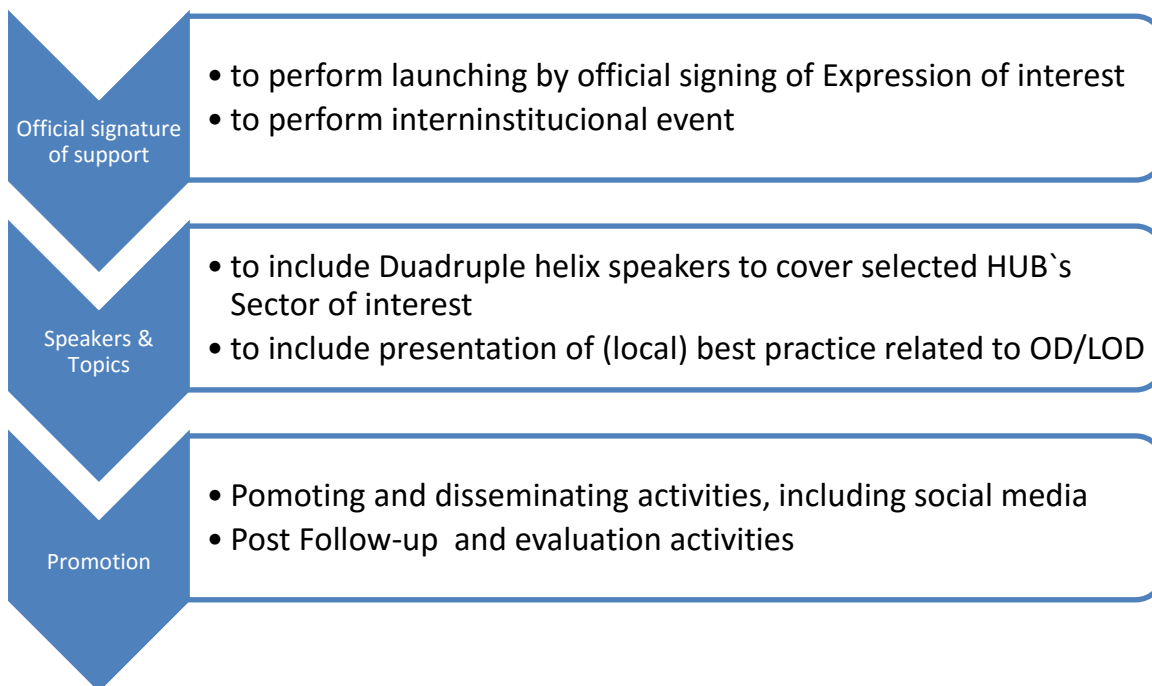 Official signature
of support
• to perform launching by official signing of Expression of interest
• to perform interninstitucional event
Speakers &
Topics
• to include Duadruple helix speakers to cover selected HUB`s
Sector of interest
• to include presentation of (local) best practice related to OD/LOD
Promotion
• Pomoting and disseminating activities, including social media
• Post Follow-up  and evaluation activities